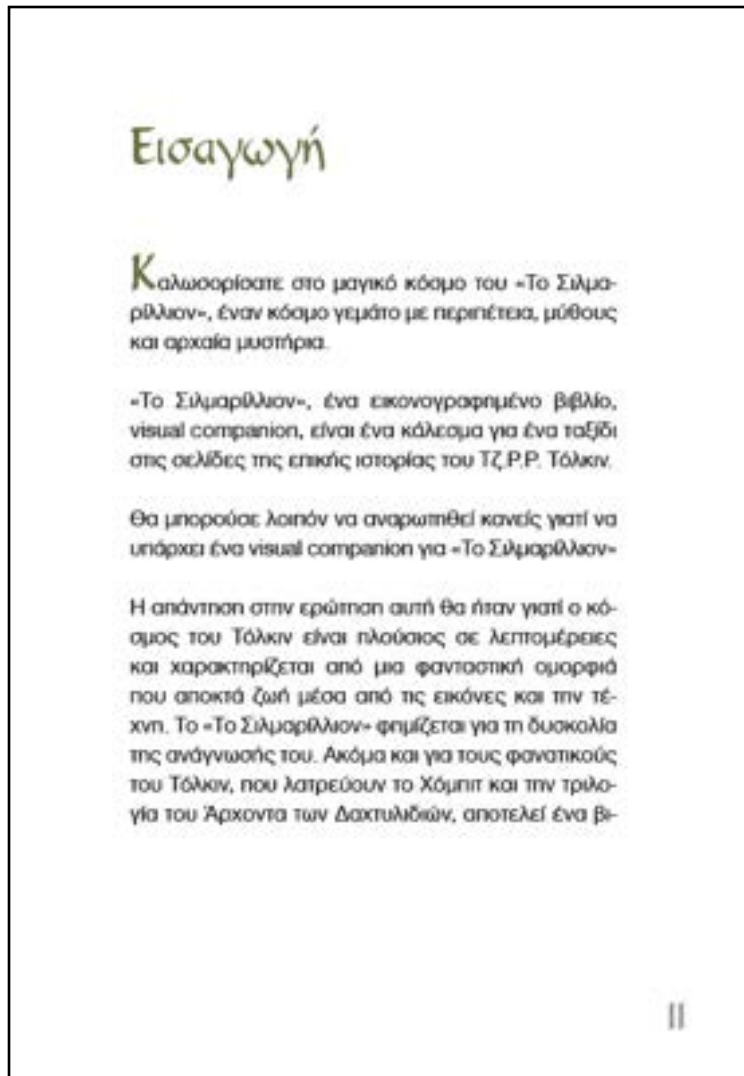 Εισαγωγή
Καλωσορίσατε στο μαγικό κόσμο του «Το Σιλμα-
ρίλλιον», έναν κόσμο γεμάτο με περιπέτεια, μύθους
και αρχαία μυστήρια.
«Το Σιλμαρίλλιον», ένα εικονογραφημένο βιβλίο,
visual companion, είναι ένα κάλεσμα για ένα ταξίδι
στις σελίδες της επικής ιστορίας του Τζ.Ρ.Ρ. Τόλκιν.
Θα μπορούσε λοιπόν να αναρωτηθεί κανείς γιατί να
υπάρχει ένα visual companion για «Το Σιλμαρίλλιον»
Η απάντηση στην ερώτηση αυτή θα ήταν γιατί ο κό-
σμος του Τόλκιν είναι πλούσιος σε λεπτομέρειες
και χαρακτηρίζεται από μια φανταστική ομορφιά
που αποκτά ζωή μέσα από τις εικόνες και την τέ-
χνη. Το «Το Σιλμαρίλλιον» φημίζεται για τη δυσκολία
της ανάγνωσής του. Ακόμα και για τους φανατικούς
του Τόλκιν, που λατρεύουν το Χόμπιτ και την τριλο-
γία του Άρχοντα των Δαχτυλιδιών, αποτελεί ένα βι-
11